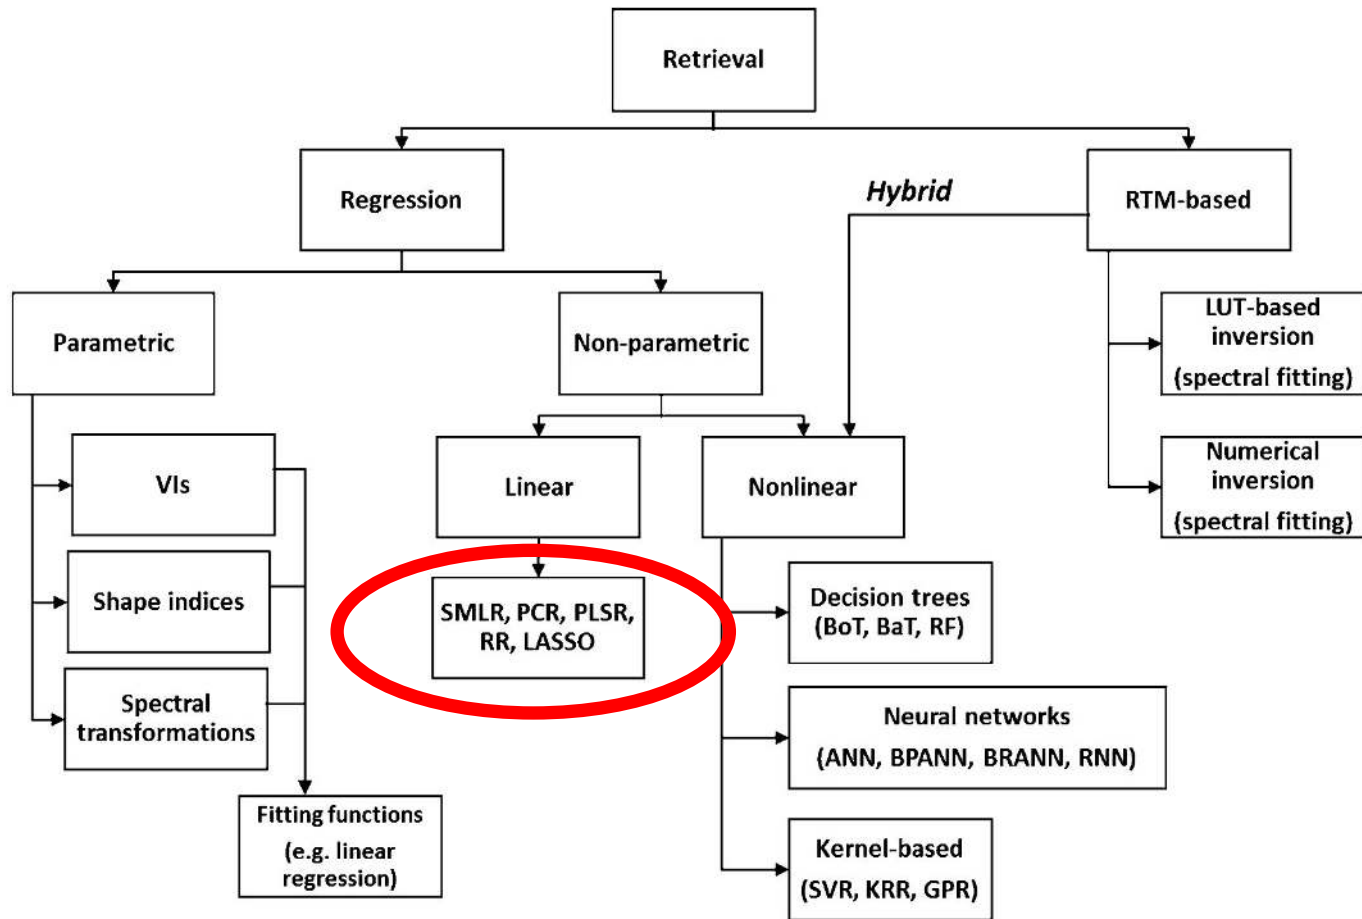 Retrieval
Regression
Hybrid
RTM-based
Parametric
Non-parametric
LUT-based
inversion
(spectral fitting)
VIs
Linear
Nonlinear
Numerical
inversion
(spectral fitting)
Shape indices
SMLR, PCR, PLSR,
RR, LASSO
Decision trees
(BoT, BaT, RF)
Spectral
transformations
Neural networks
(ANN, BPANN, BRANN, RNN)
Fitting functions
(e.g. linear
regression)
Kernel-based
(SVR, KRR, GPR)